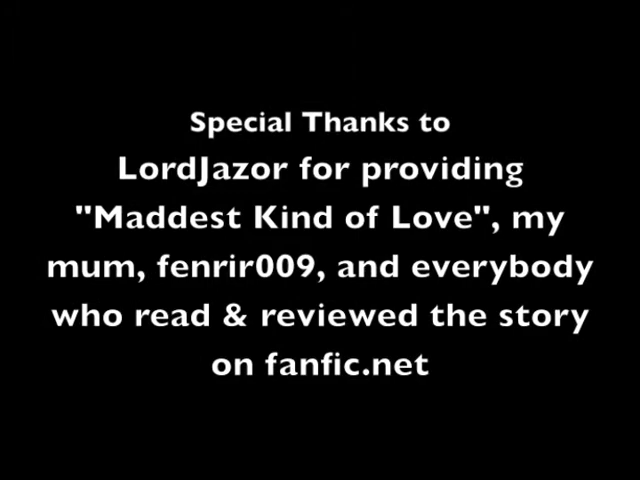 Special Thanks to
LordJazor for providing
"Maddest Kind of Love", my
mum, fenrir009, and everybody
who read & reviewed the story
on fanfic.net